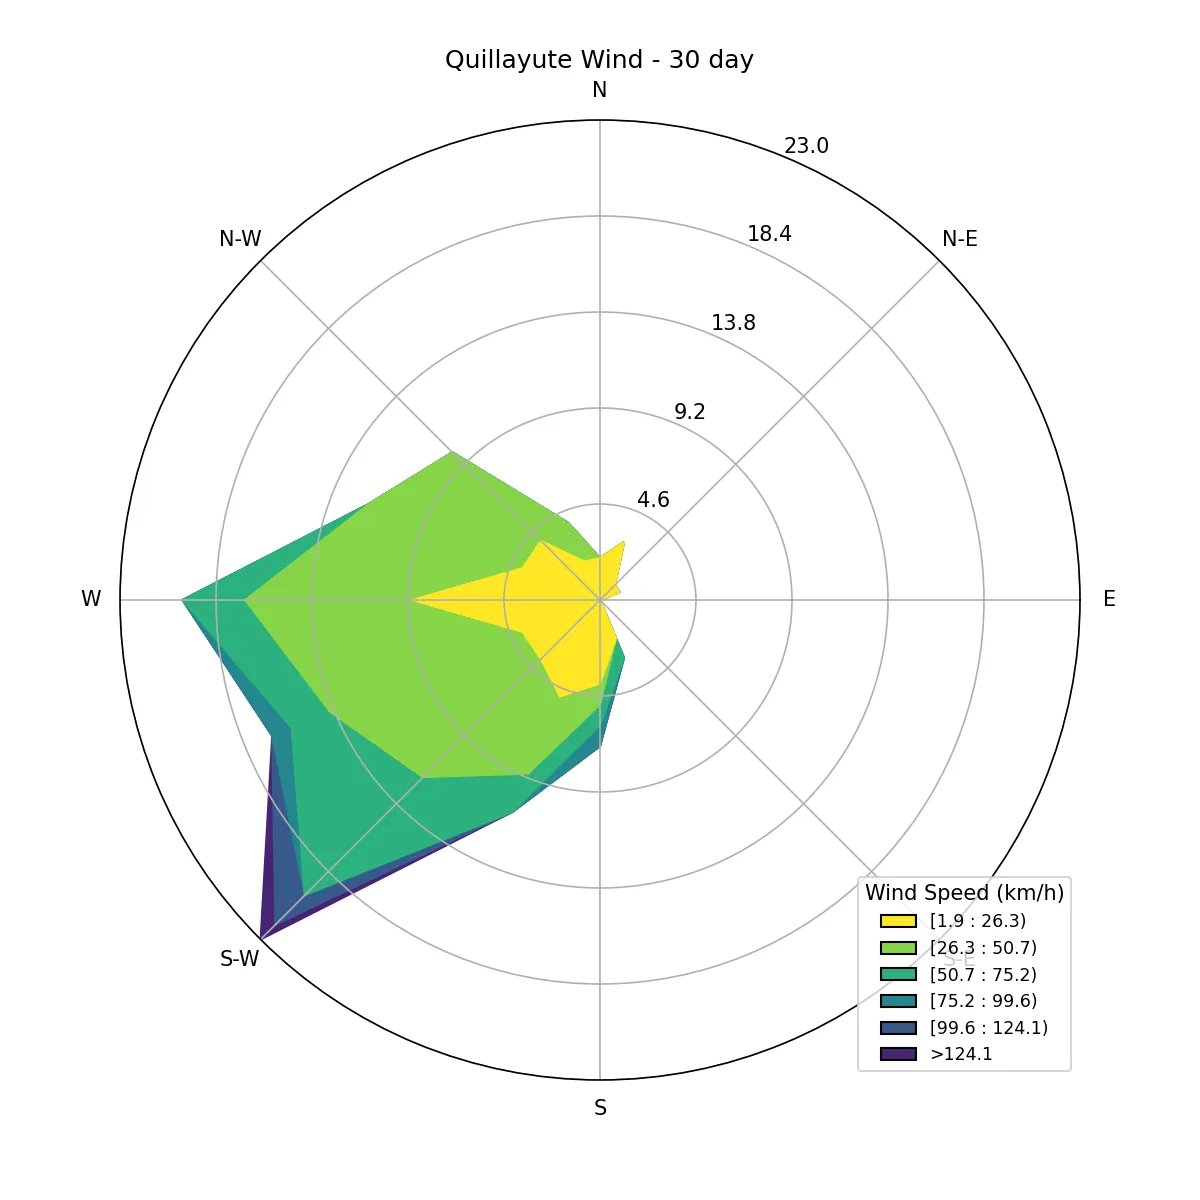 Quillayute Wind - 30 day
N
23.0
N-W
18.4
N-E
13.8
9.2
4.6
W
E
S-W
S-E
S
Wind Speed (km/h)
[1.9 : 26.3)
[26.3 : 50.7)
[50.7 : 75.2)
[75.2 : 99.6)
[99.6 : 124.1)
>124.1